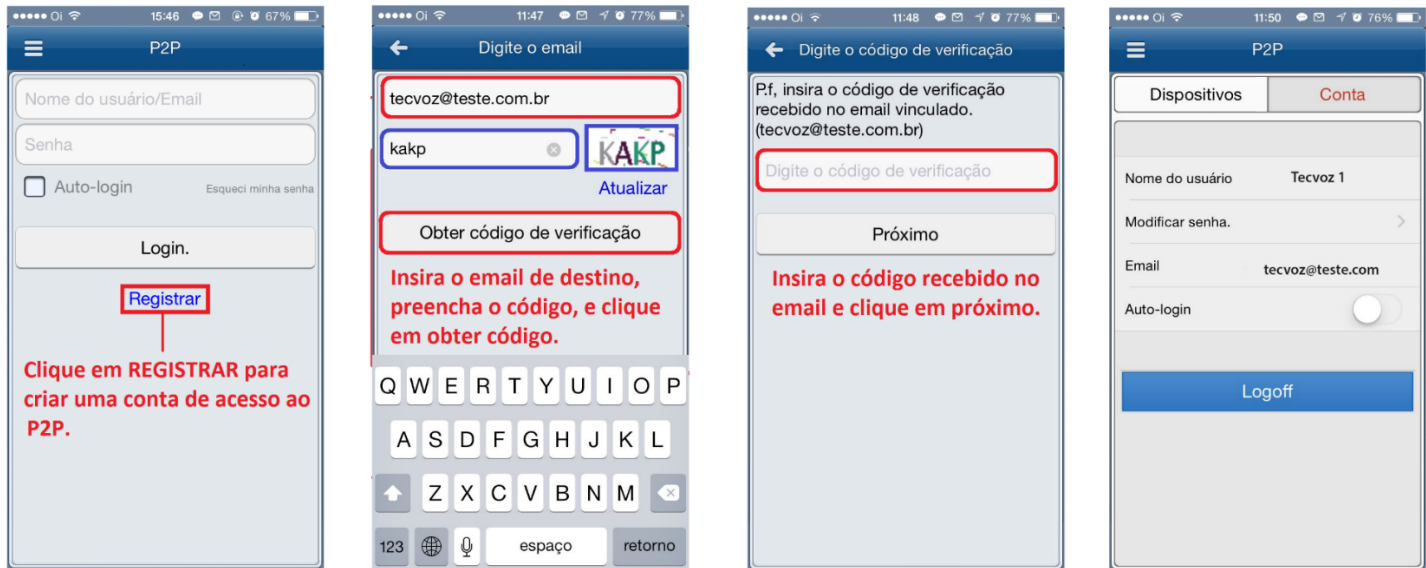 Oi 15:46 67%
P2P
Nome do usuário/Email
Senha
Auto-login Esqueci minha senha
Login.
Registrar
Clique em REGISTRAR para
criar uma conta de acesso ao
P2P.
Oi 11:47 77%
Digite o email
tecvoz@teste.com.br
kakp KAKP
Atualizar
Obter código de verificação
Insira o email de destino,
preencha o código, e clique
em obter código.
Q W E R T Y U I O P
A S D F G H J K L
Z X C V B N M
123 espaço retorno
Oi 11:48 77%
Digite o código de verificação
P.f, insira o código de verificação
recebido no email vinculado.
(tecvoz@teste.com.br)
Digite o código de verificação
Próximo
Insira o código recebido no
email e clique em próximo.
Oi 11:50 76%
P2P
Dispositivos Conta
Nome do usuário Tecvoz 1
Modificar senha.
Email tecvoz@teste.com
Auto-login
Logoff